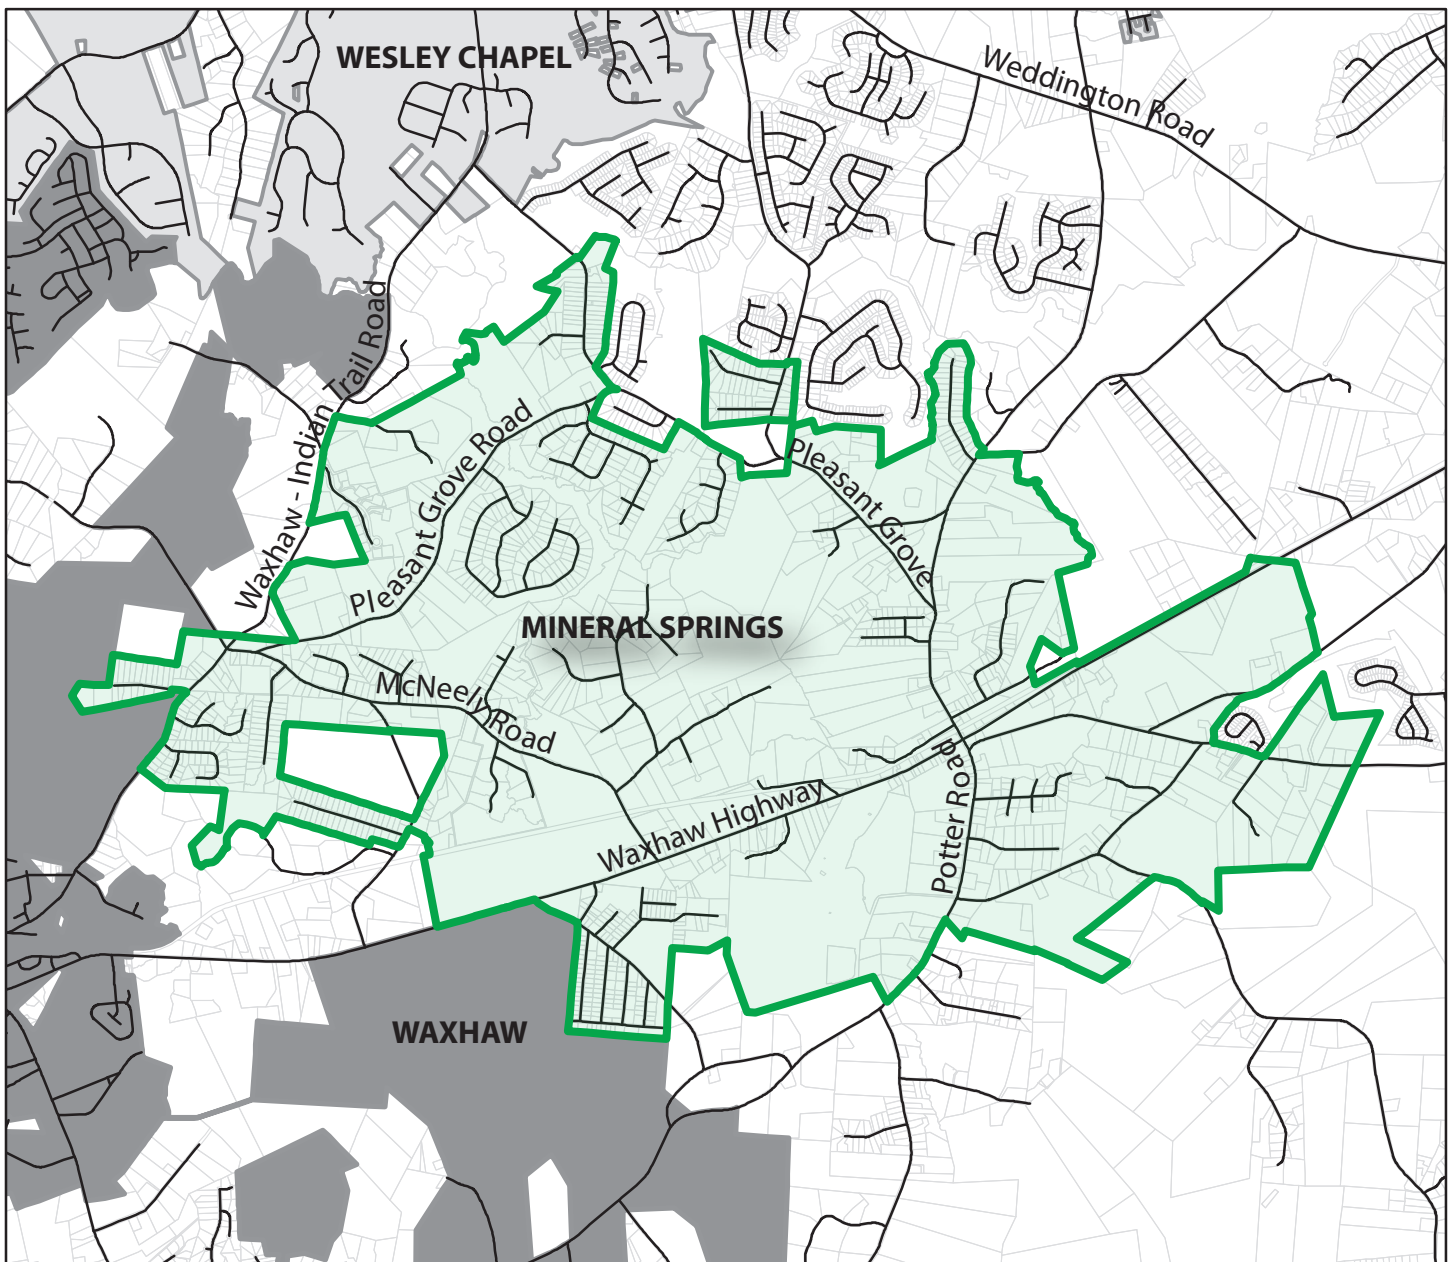 WESLEY CHAPEL
Weddington Road
Waxhaw - Indian Trail Road
Pleasant Grove Road
Pleasant Grove
MINERAL SPRINGS
McNeely Road
Waxhaw Highway
Potter Road
WAXHAW